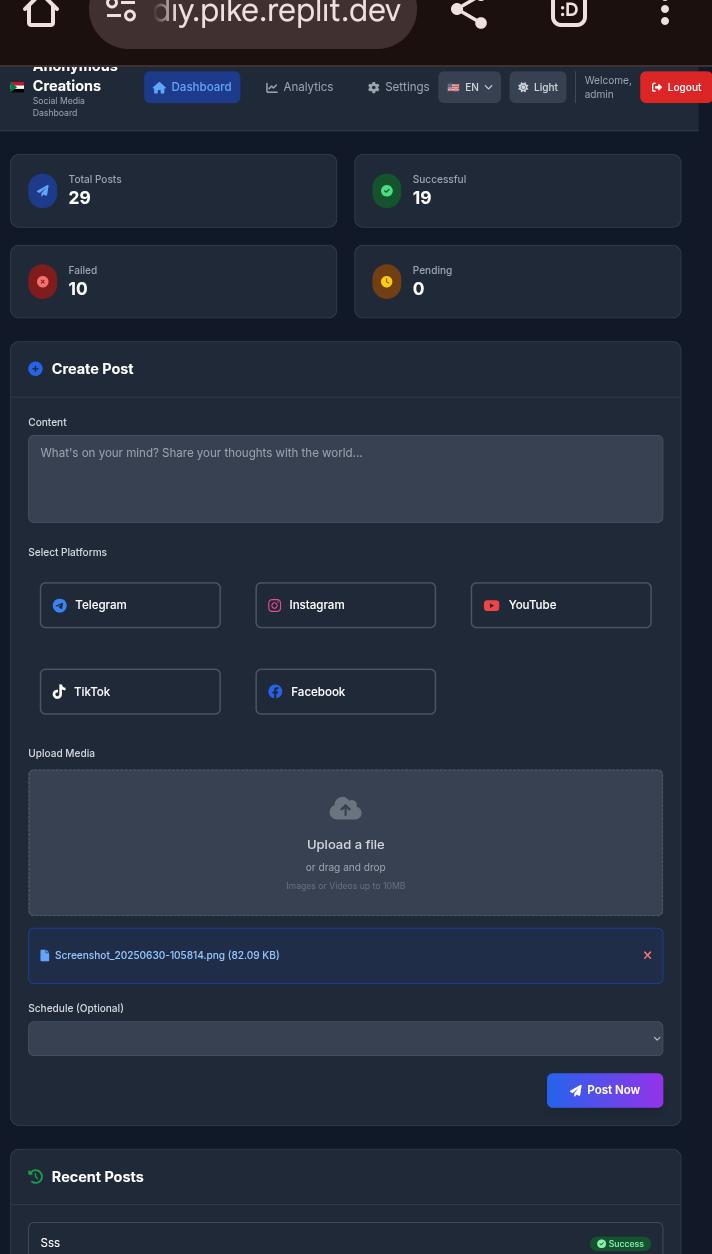 diy.pike.replit.dev
:D
Anonymous
Creations
Social Media
Dashboard
Dashboard
Analytics
Settings
EN
Light
Welcome,
admin
Logout
Total Posts
29
Successful
19
Failed
10
Pending
0
Create Post
Content
What's on your mind? Share your thoughts with the world...
Select Platforms
Telegram
Instagram
YouTube
TikTok
Facebook
Upload Media
Upload a file
or drag and drop
Images or Videos up to 10MB
Screenshot_20250630-105814.png (82.09 KB)
Schedule (Optional)
Post Now
Recent Posts
Sss
Success